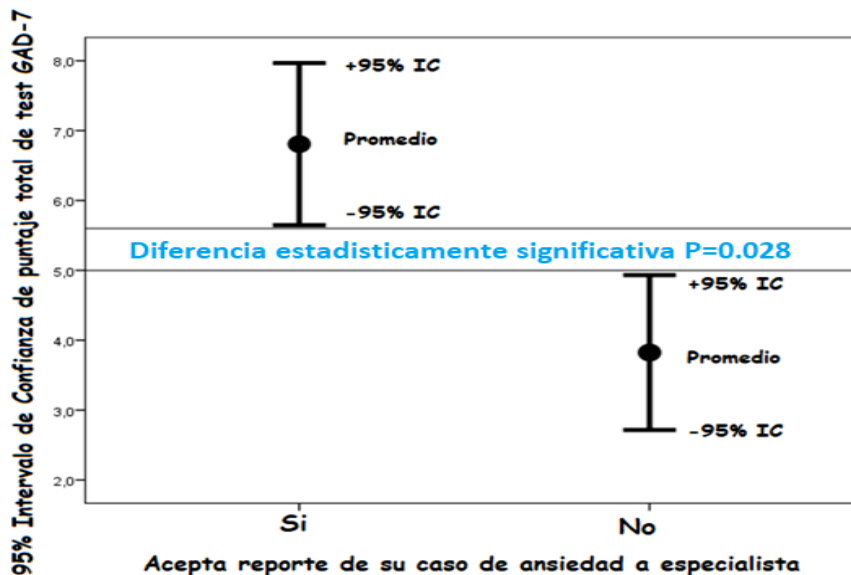 95% Intervalo de Confianza de puntaje total de test GAD-7
8,0
+95% IC
7,0
Promedio
6,0
-95% IC
Diferencia estadisticamente significativa P=0.028
5,0
+95% IC
4,0
Promedio
3,0
-95% IC
2,0
Si
No
Acepta reporte de su caso de ansiedad a especialista